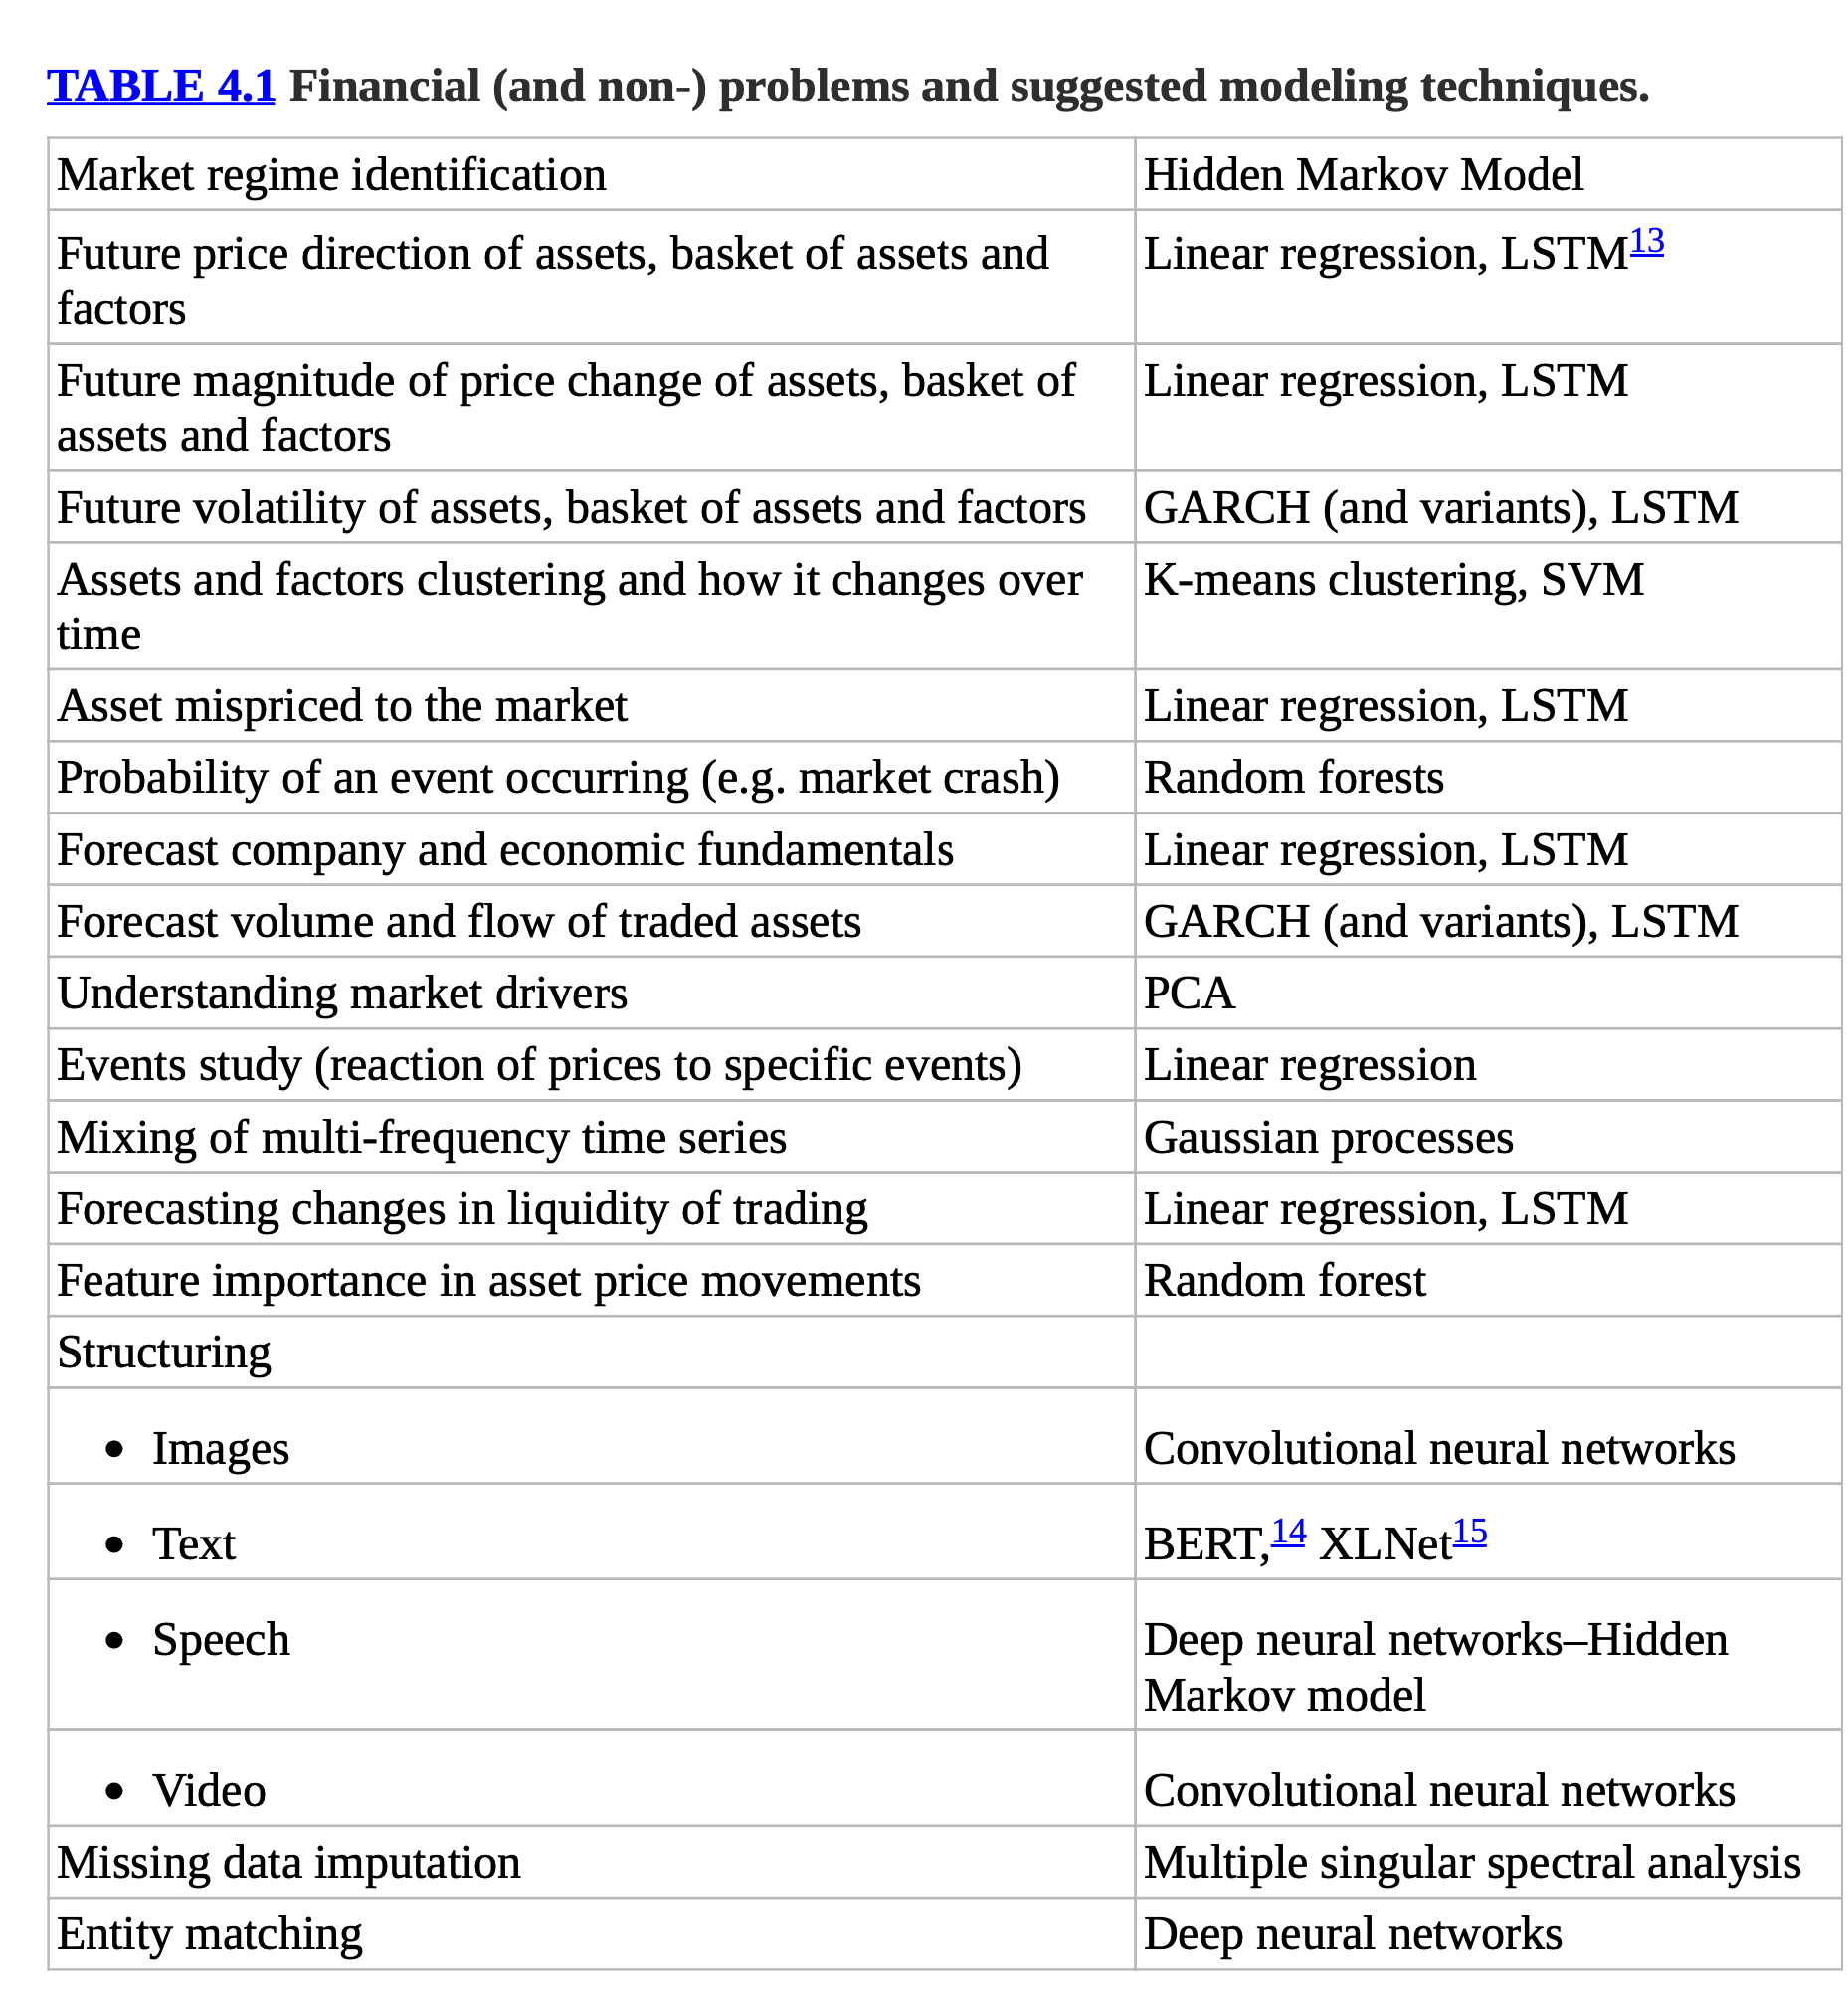 TABLE 4.1 Financial (and non-) problems and suggested modeling techniques.
Market regime identification
Hidden Markov Model
Future price direction of assets, basket of assets and
factors
Linear regression, LSTM13
Future magnitude of price change of assets, basket of
assets and factors
Linear regression, LSTM
Future volatility of assets, basket of assets and factors
GARCH (and variants), LSTM
Assets and factors clustering and how it changes over
time
K-means clustering, SVM
Asset mispriced to the market
Linear regression, LSTM
Probability of an event occurring (e.g. market crash)
Random forests
Forecast company and economic fundamentals
Linear regression, LSTM
Forecast volume and flow of traded assets
GARCH (and variants), LSTM
Understanding market drivers
PCA
Events study (reaction of prices to specific events)
Linear regression
Mixing of multi-frequency time series
Gaussian processes
Forecasting changes in liquidity of trading
Linear regression, LSTM
Feature importance in asset price movements
Random forest
Structuring
• Images
Convolutional neural networks
• Text
BERT,14 XLNet15
• Speech
Deep neural networks–Hidden
Markov model
• Video
Convolutional neural networks
Missing data imputation
Multiple singular spectral analysis
Entity matching
Deep neural networks